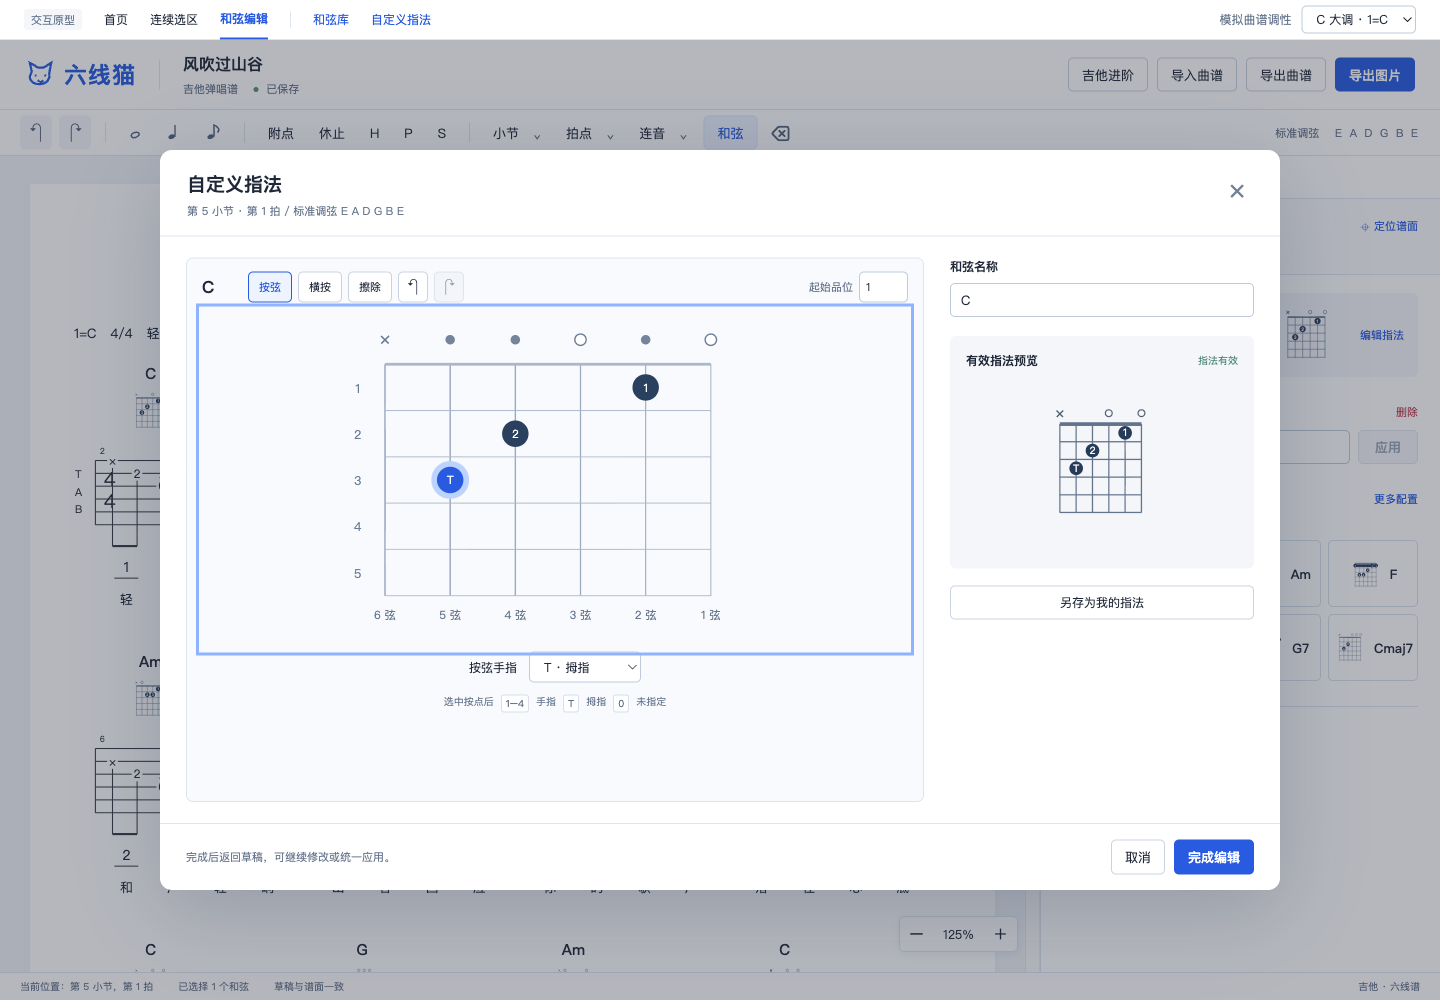 交互原型 首页 连续选区 和弦编辑 和弦库 自定义指法 模拟曲谱调性 C 大调 · 1=C
六线猫 风吹过山谷 吉他进阶 导入曲谱 导出曲谱 导出图片
吉他弹唱谱 已保存
附点 休止 H P S 小节 拍点 连音 和弦 标准调弦 E A D G B E
自定义指法
第 5 小节 · 第 1 拍 / 标准调弦 E A D G B E
定位谱面
C 按弦 横按 擦除 起始品位 1
和弦名称
C
1=C 4/4 轻
C
× 1
1
2 2
T 3
4
5
6 弦 5 弦 4 弦 3 弦 2 弦 1 弦
按弦手指 T · 拇指
选中按点后 1—4 手指 T 拇指 0 未指定
有效指法预览 指法有效
×
1
2
T
另存为我的指法
编辑指法
删除
应用
更多配置
Am F
G7 Cmaj7
2
T
A
B
4
4
× 2
1
轻
Am
6
× 2
2
和
完成后返回草稿，可继续修改或统一应用。 取消 完成编辑
C G Am C
125%
当前位置：第 5 小节，第 1 拍 已选择 1 个和弦 草稿与谱面一致 吉他 · 六线谱